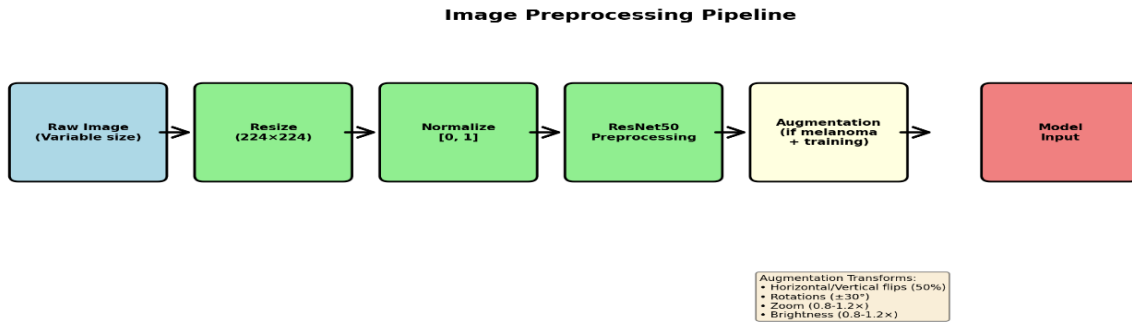 Image Preprocessing Pipeline
Raw Image
(Variable size)
Resize
(224×224)
Normalize
[0, 1]
ResNet50
Preprocessing
Augmentation
(if melanoma
+ training)
Model
Input
Augmentation Transforms:
• Horizontal/Vertical flips (50%)
• Rotations (±30°)
• Zoom (0.8-1.2×)
• Brightness (0.8-1.2×)